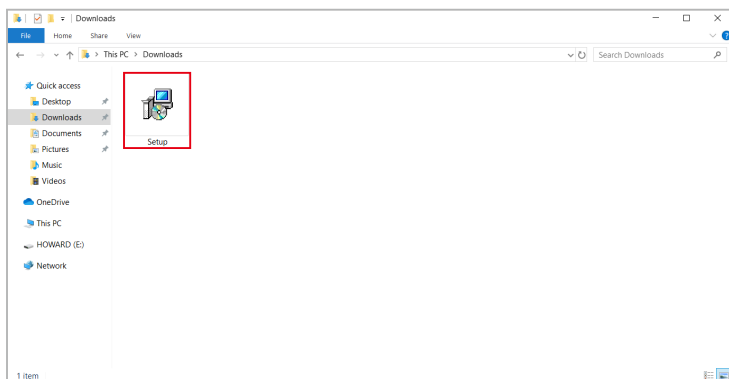 Downloads
File Home Share View
This PC > Downloads
Search Downloads
Quick access
Desktop
Downloads
Documents
Pictures
Music
Videos
OneDrive
This PC
HOWARD (E:)
Network
Setup
1 item